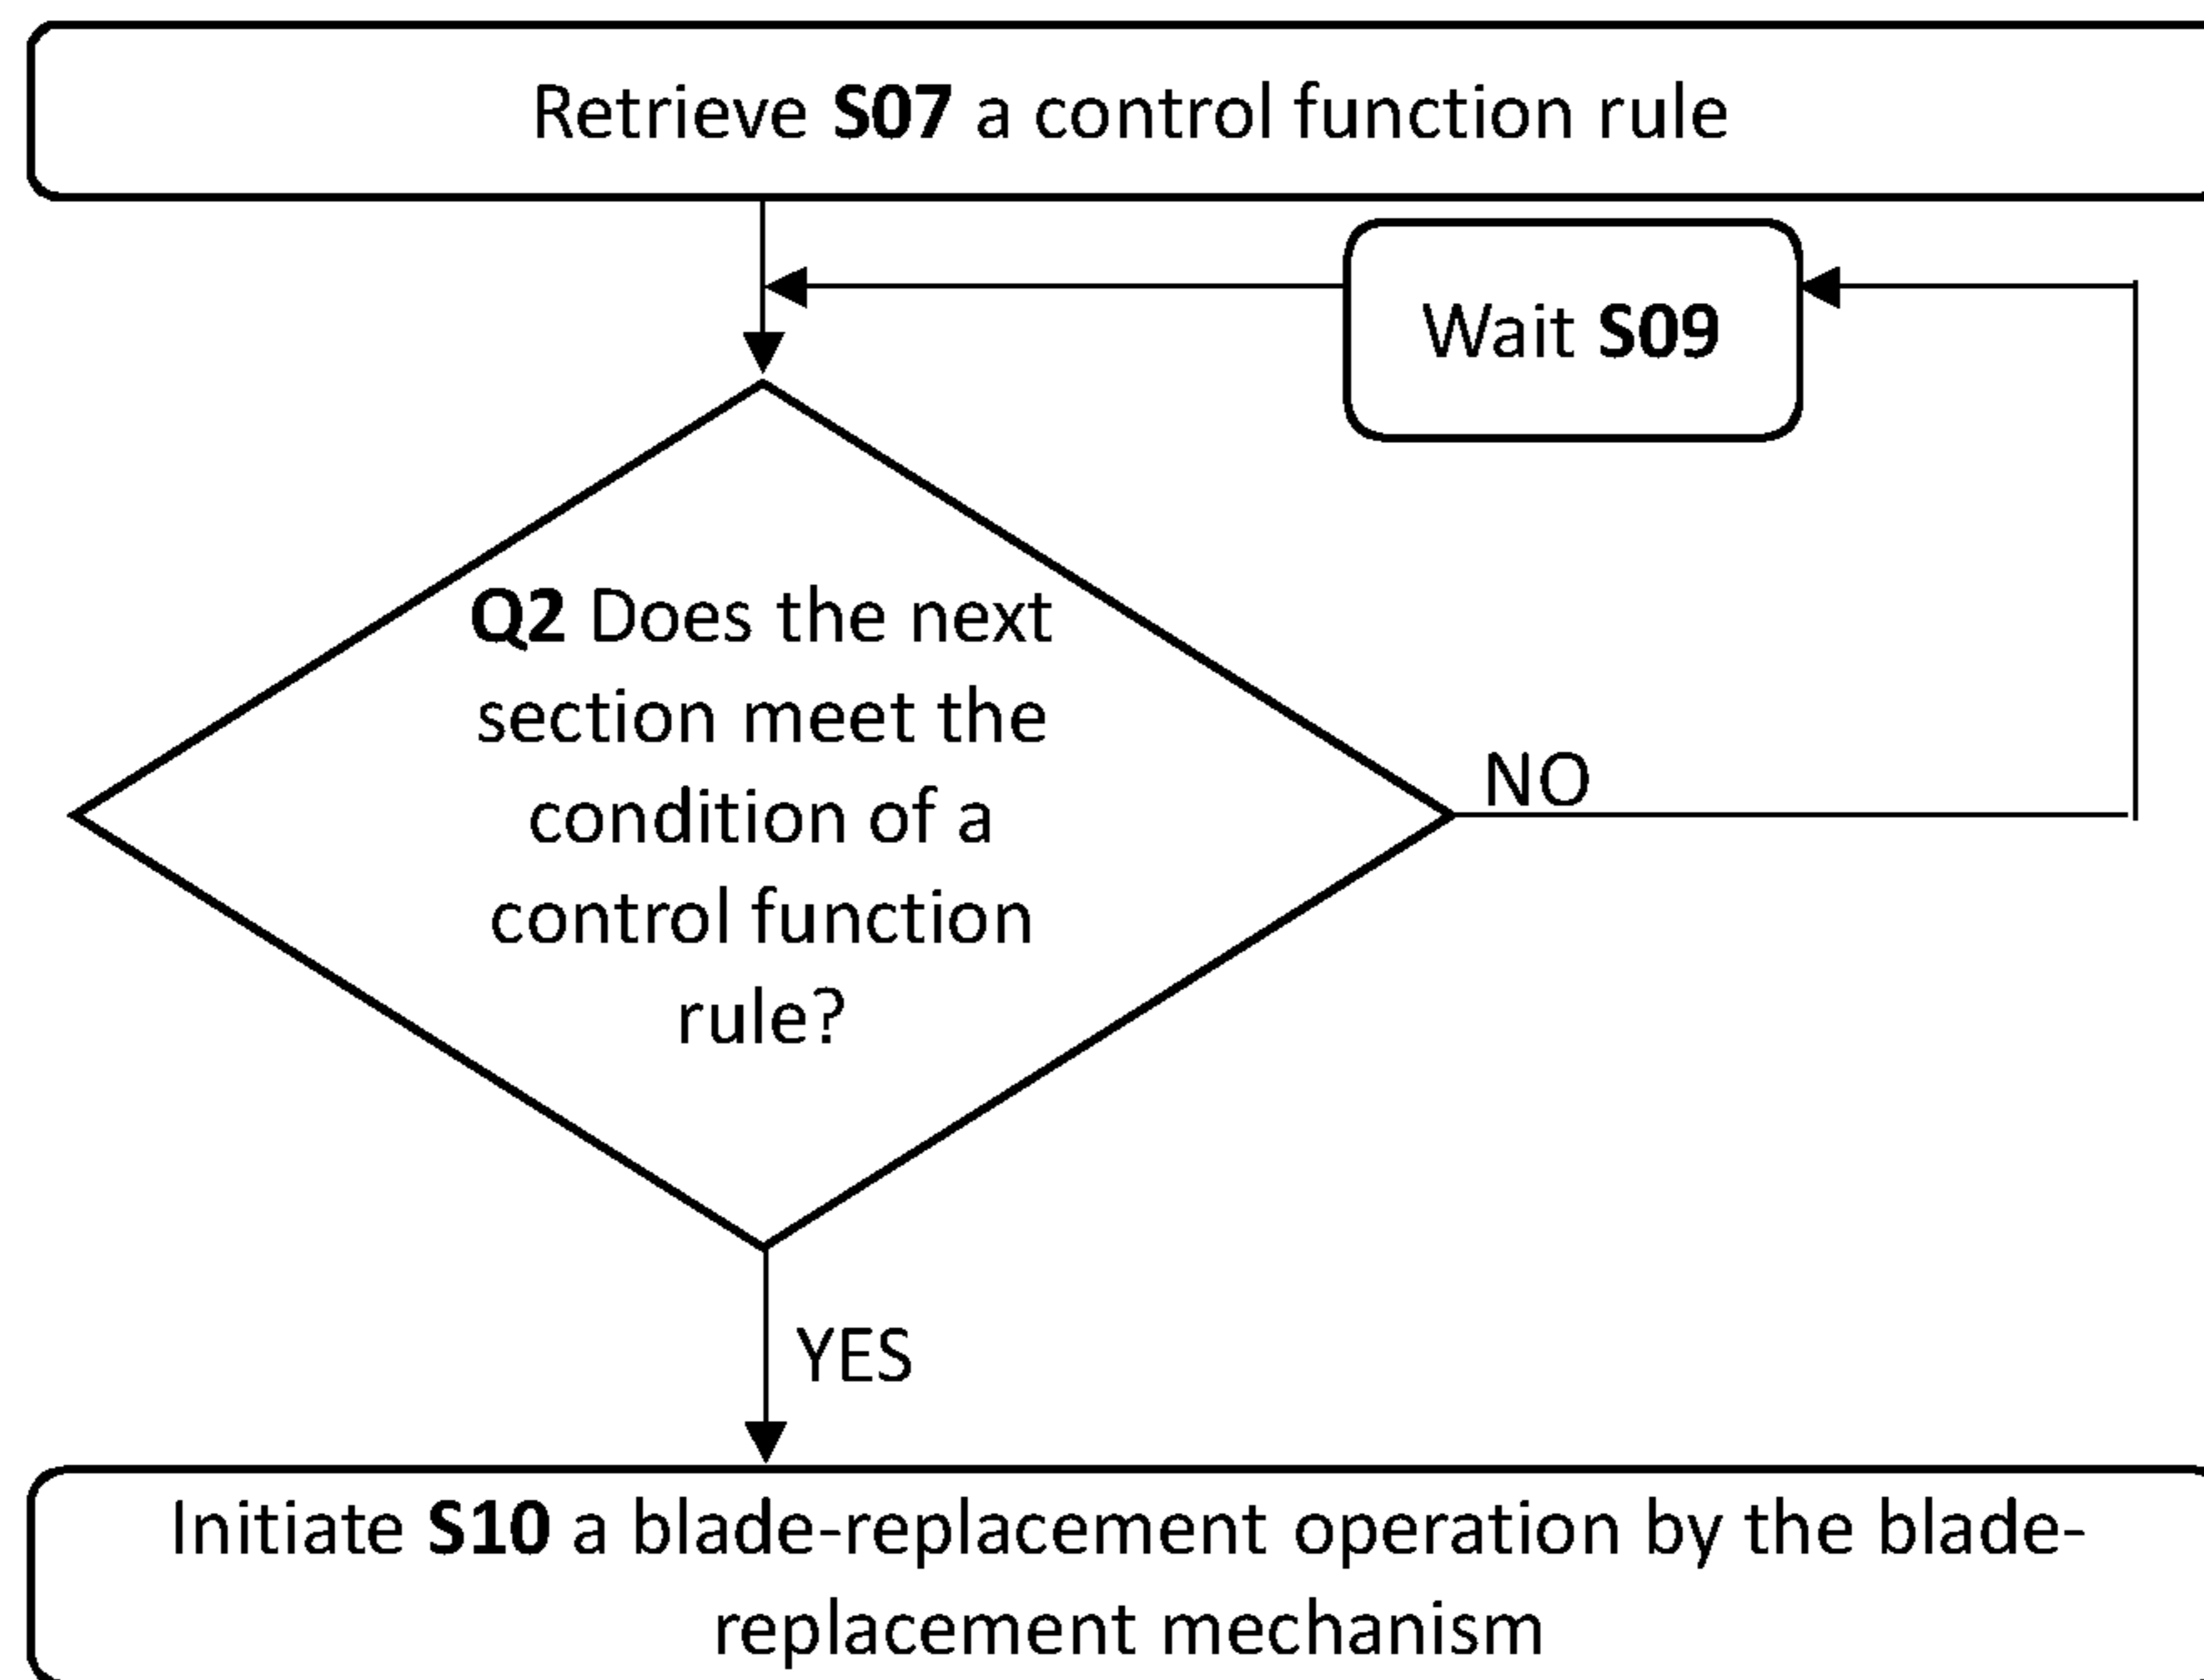 Retrieve S07 a control function rule
Wait S09
Q2 Does the next
section meet the
condition of a
control function
rule?
NO
YES
Initiate S10 a blade-replacement operation by the blade-
replacement mechanism